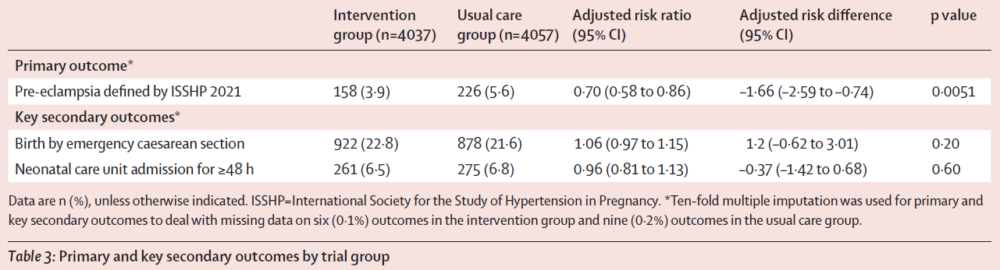 Intervention group (n=4037) Usual care group (n=4057) Adjusted risk ratio (95% CI) Adjusted risk difference (95% CI) p value
Primary outcome*
Pre-eclampsia defined by ISSHP 2021 158 (3·9) 226 (5·6) 0·70 (0·58 to 0·86) –1·66 (–2·59 to –0·74) 0·0051
Key secondary outcomes*
Birth by emergency caesarean section 922 (22·8) 878 (21·6) 1·06 (0·97 to 1·15) 1·2 (–0·62 to 3·01) 0·20
Neonatal care unit admission for ≥48 h 261 (6·5) 275 (6·8) 0·96 (0·81 to 1·13) –0·37 (–1·42 to 0·68) 0·60
Data are n (%), unless otherwise indicated. ISSHP=International Society for the Study of Hypertension in Pregnancy. *Ten-fold multiple imputation was used for primary and
key secondary outcomes to deal with missing data on six (0·1%) outcomes in the intervention group and nine (0·2%) outcomes in the usual care group.
Table 3: Primary and key secondary outcomes by trial group